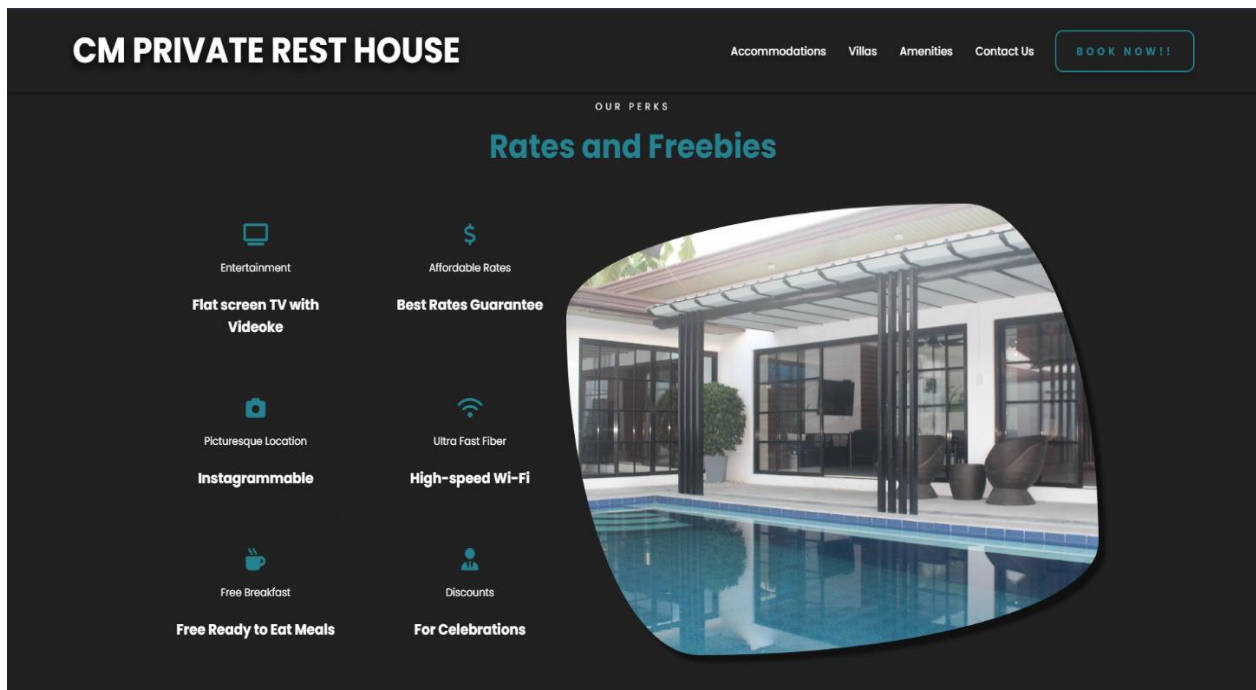 CM PRIVATE REST HOUSE
Accommodations Villas Amenities Contact Us BOOK NOW!!
OUR PERKS
Rates and Freebies
Entertainment
Flat screen TV with
Videoke
Affordable Rates
Best Rates Guarantee
Picturesque Location
Instagrammable
Ultra Fast Fiber
High-speed Wi-Fi
Free Breakfast
Free Ready to Eat Meals
Discounts
For Celebrations